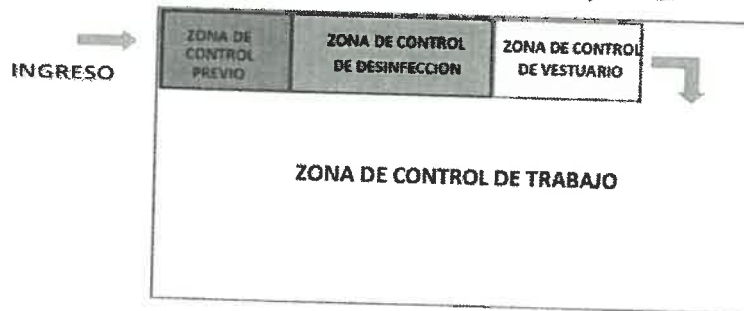 INGRESO
ZONA DE
CONTROL
PREVIO
ZONA DE CONTROL
DE DESINFECCION
ZONA DE CONTROL
DE VESTUARIO
ZONA DE CONTROL DE TRABAJO